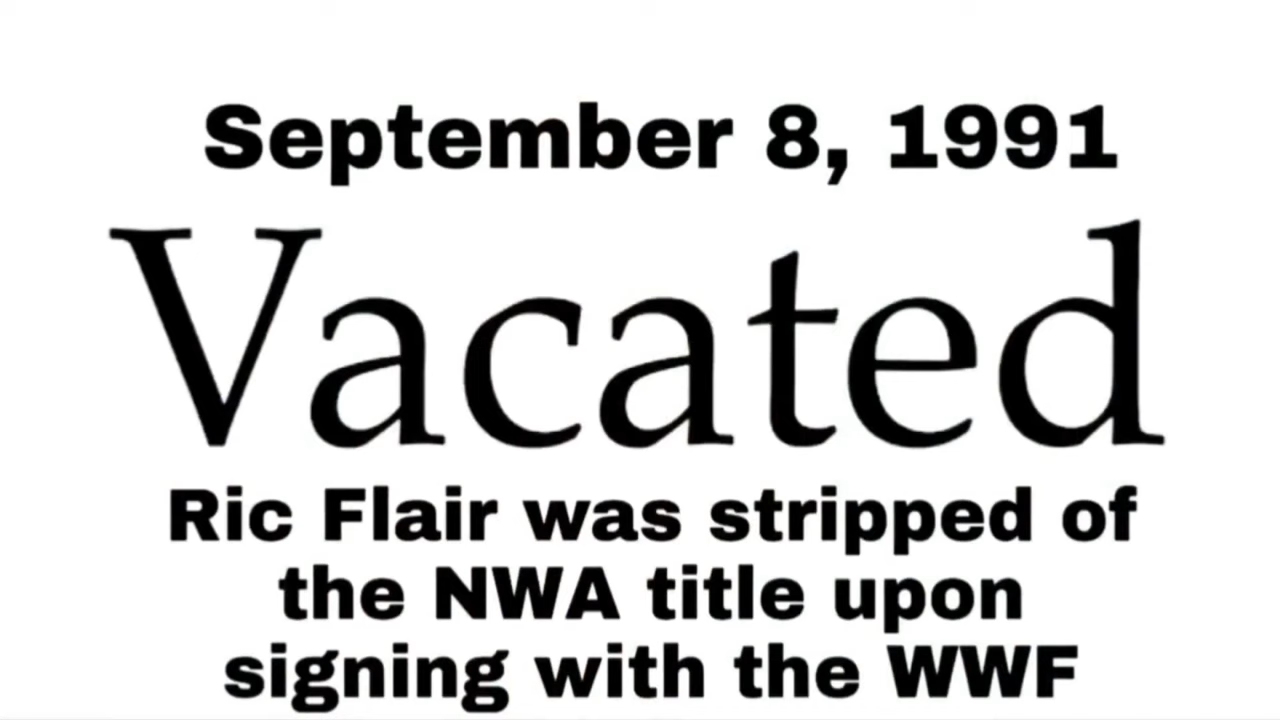 September 8, 1991
Vacated
Ric Flair was stripped of
the NWA title upon
signing with the WWF